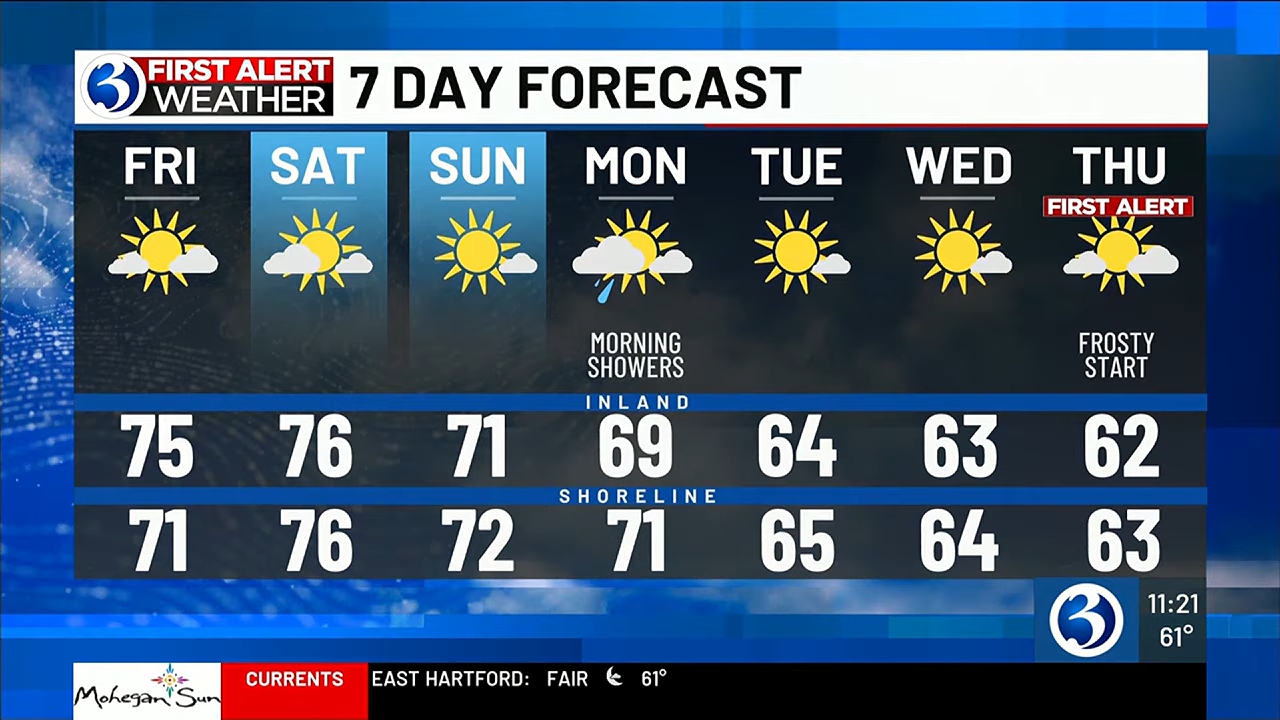 3 FIRST ALERT WEATHER 7 DAY FORECAST
FRI SAT SUN MON TUE WED THU
FIRST ALERT
MORNING SHOWERS
FROSTY START
INLAND
75 76 71 69 64 63 62
SHORELINE
71 76 72 71 65 64 63
3
11:21
61°
Mohegan Sun CURRENTS EAST HARTFORD: FAIR 61°